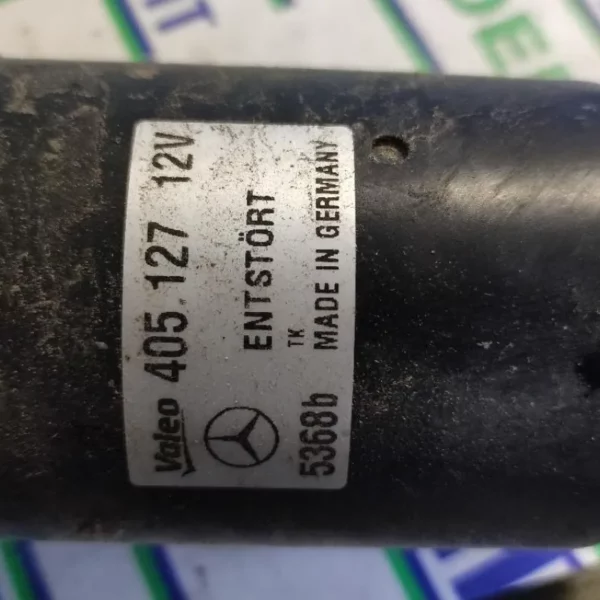 Valeo 405.127 12V
ENTSTÖRT
TK
5368b MADE IN GERMANY